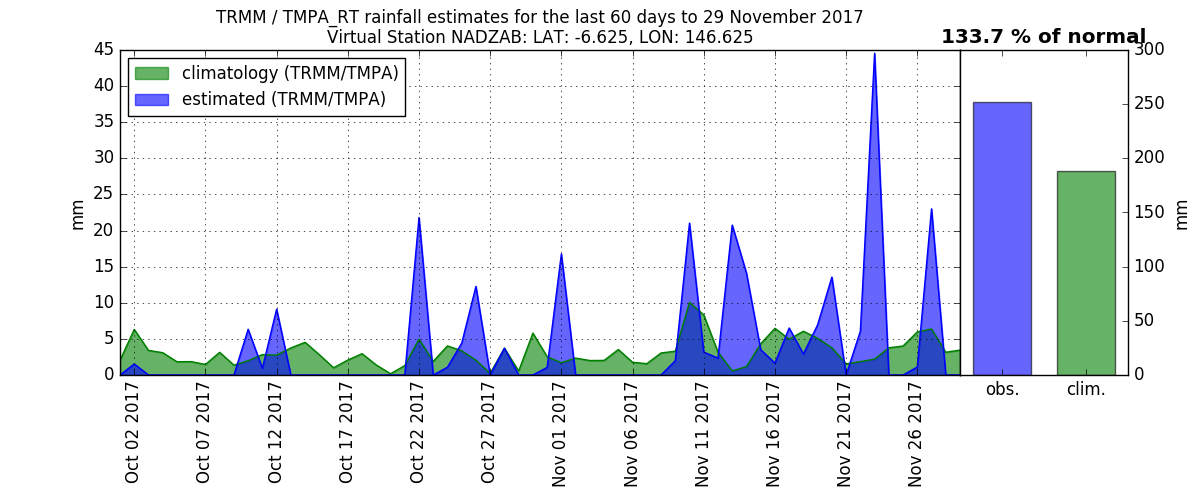 TRMM / TMPA_RT rainfall estimates for the last 60 days to 29 November 2017
Virtual Station NADZAB: LAT: -6.625, LON: 146.625
133.7 % of normal
climatology (TRMM/TMPA)
estimated (TRMM/TMPA)
mm
45
40
35
30
25
20
15
10
5
0
Oct 02 2017
Oct 07 2017
Oct 12 2017
Oct 17 2017
Oct 22 2017
Oct 27 2017
Nov 01 2017
Nov 06 2017
Nov 11 2017
Nov 16 2017
Nov 21 2017
Nov 26 2017
obs.
clim.
300
250
200
150
100
50
0
mm